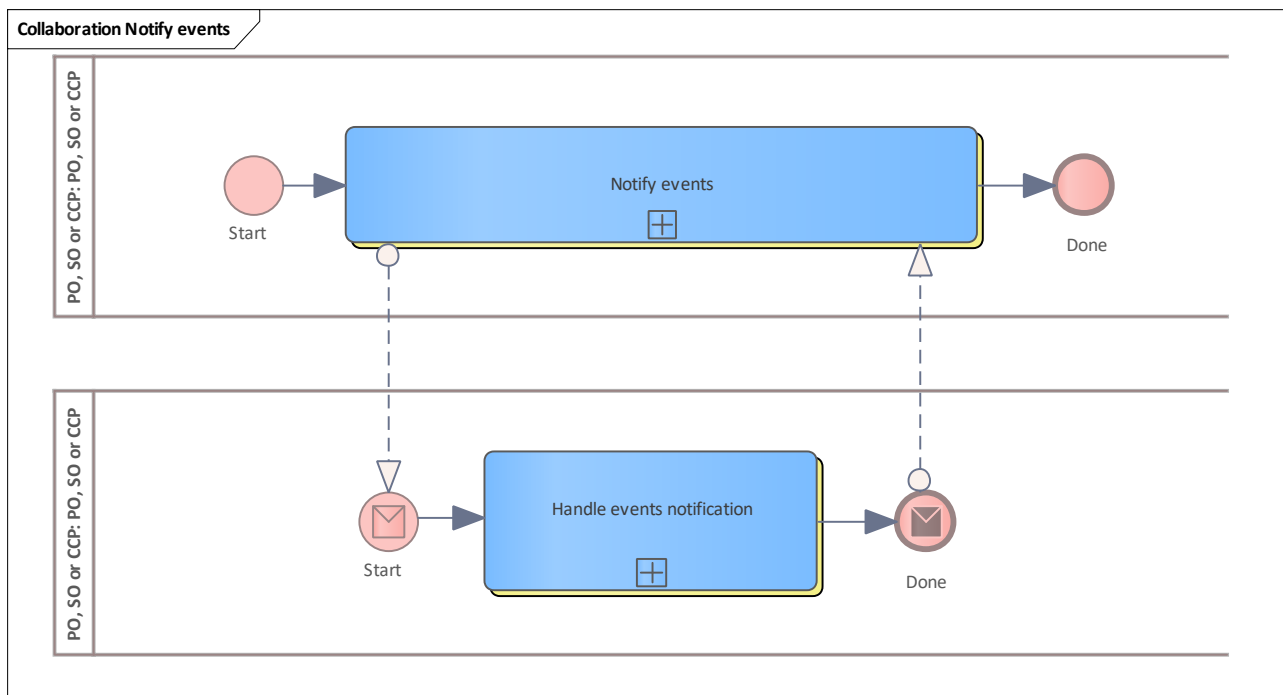 Collaboration Notify events
PO, SO or CCP: PO, SO or CCP
Notify events
Start
Done
PO, SO or CCP: PO, SO or CCP
Handle events notification
Start
Done